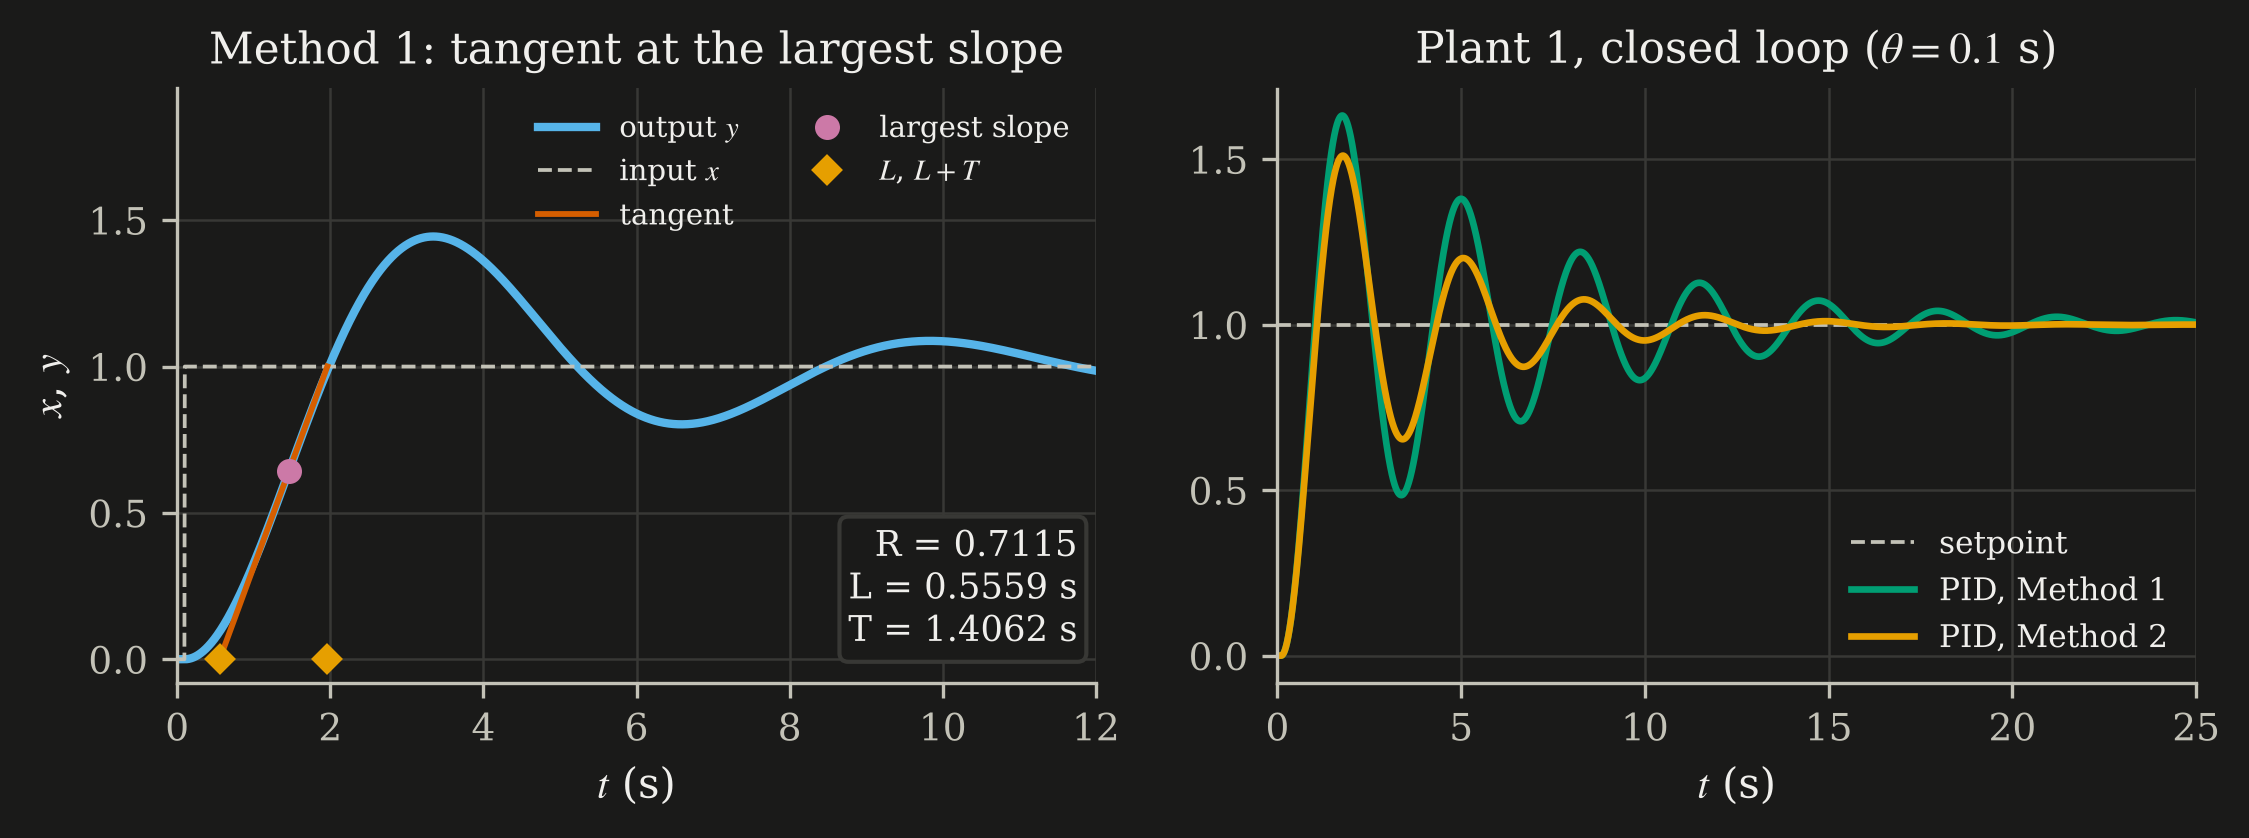 Method 1: tangent at the largest slope
output y
input x
tangent
largest slope
L, L + T
1.5
1.0
0.5
0.0
x, y
R = 0.7115
L = 0.5559 s
T = 1.4062 s
0 2 4 6 8 10 12
t (s)
Plant 1, closed loop (θ = 0.1 s)
1.5
1.0
0.5
0.0
setpoint
PID, Method 1
PID, Method 2
0 5 10 15 20 25
t (s)